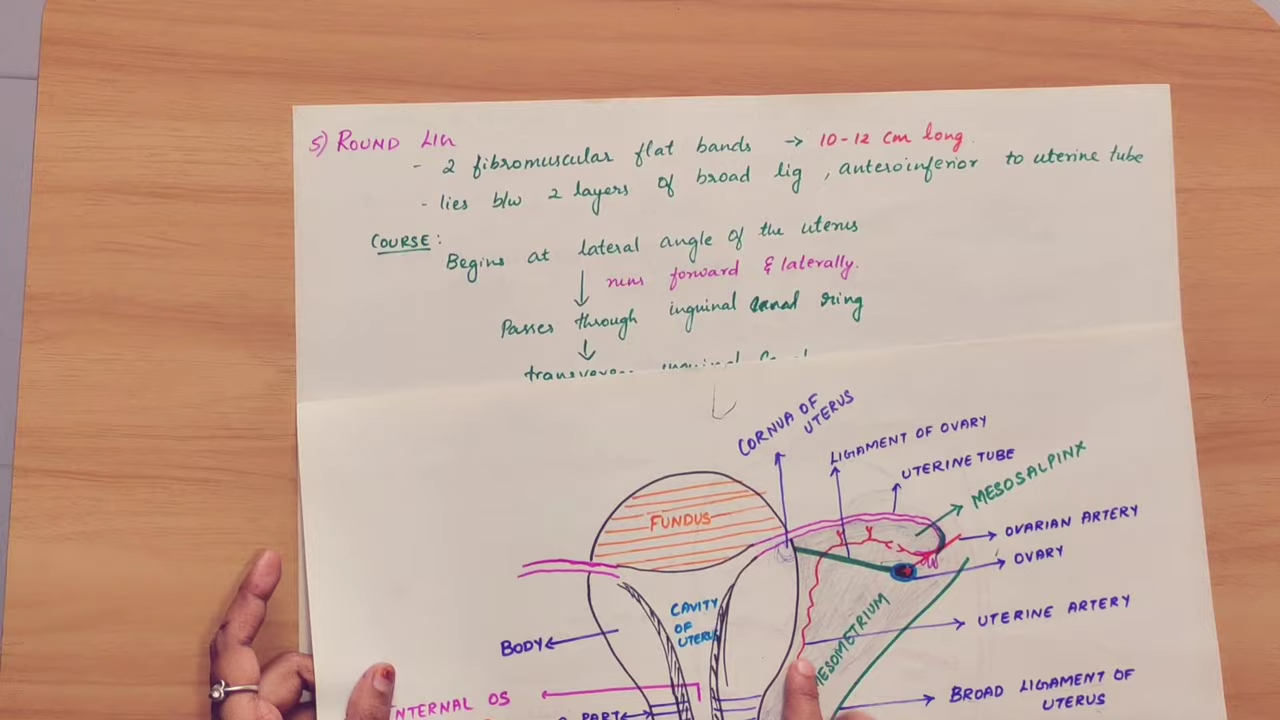 5) ROUND LIG
- 2 fibromuscular flat bands → 10-12 cm long.
- lies b/w 2 layers of broad lig, anteroinferior to uterine tube
COURSE:
Begins at lateral angle of the uterus
↓ runs forward & laterally.
Passes through inguinal canal ring
↓
CORNUA OF
UTERUS
LIGAMENT OF OVARY
UTERINE TUBE
MESOSALPINX
FUNDUS
OVARIAN ARTERY
OVARY
CAVITY
OF
UTERUS
MESOMETRIUM
UTERINE ARTERY
BODY
BROAD LIGAMENT OF
UTERUS
INTERNAL OS
PART